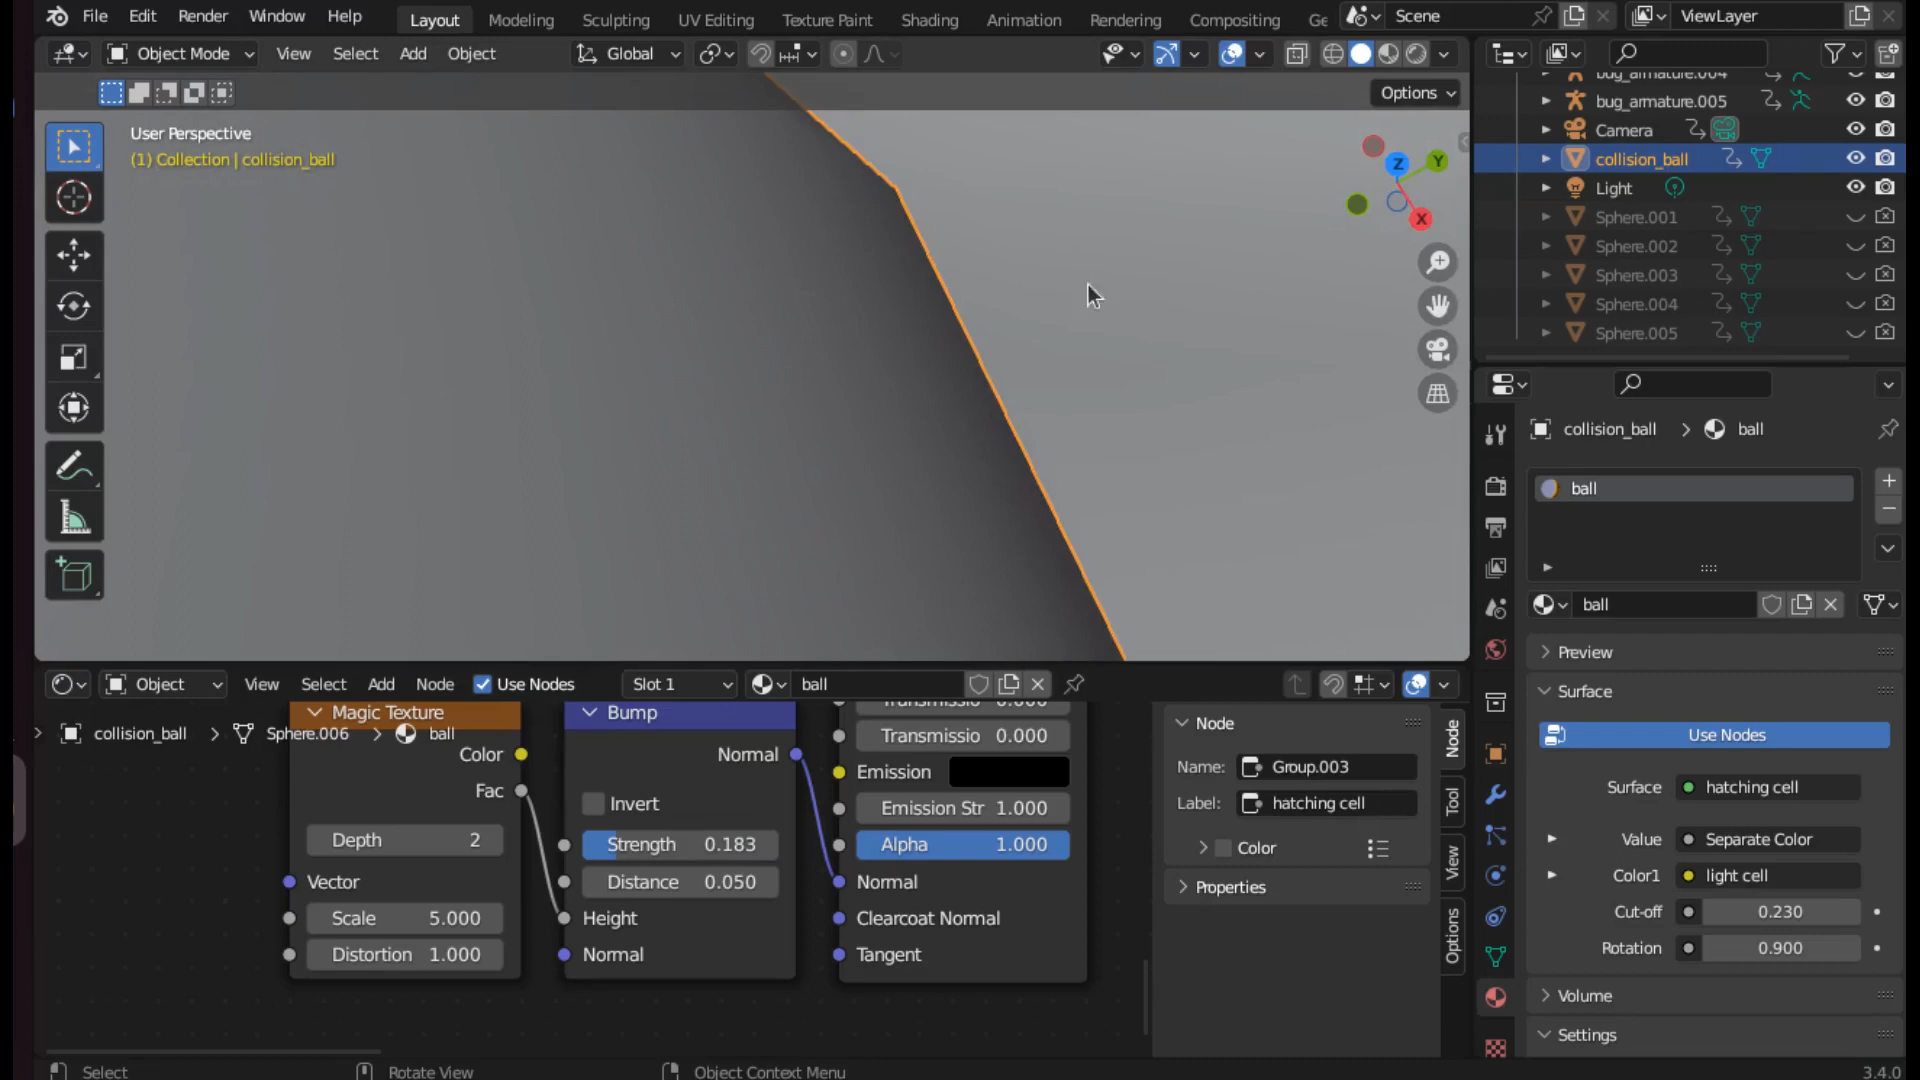 File Edit Render Window Help Layout Modeling Sculpting UV Editing Texture Paint Shading Animation Rendering Compositing Ge Scene ViewLayer
Object Mode View Select Add Object Global
Options
User Perspective
(1) Collection | collision_ball
Z Y X
bug_armature.004
bug_armature.005
Camera
collision_ball
Light
Sphere.001
Sphere.002
Sphere.003
Sphere.004
Sphere.005
collision_ball > ball
ball
ball
Preview
Surface
Use Nodes
Surface hatching cell
Value Separate Color
Color1 light cell
Cut-off 0.230
Rotation 0.900
Volume
Settings
Object View Select Add Node Use Nodes Slot 1 ball
collision_ball > Sphere.006 > ball
Magic Texture
Color
Fac
Depth 2
Vector
Scale 5.000
Distortion 1.000
Bump
Normal
Invert
Strength 0.183
Distance 0.050
Height
Normal
Transmissio 0.000
Transmissio 0.000
Emission
Emission Str 1.000
Alpha 1.000
Normal
Clearcoat Normal
Tangent
Node
Name: Group.003
Label: hatching cell
Color
Properties
Node
Tool
View
Options
Select Rotate View Object Context Menu 3.4.0